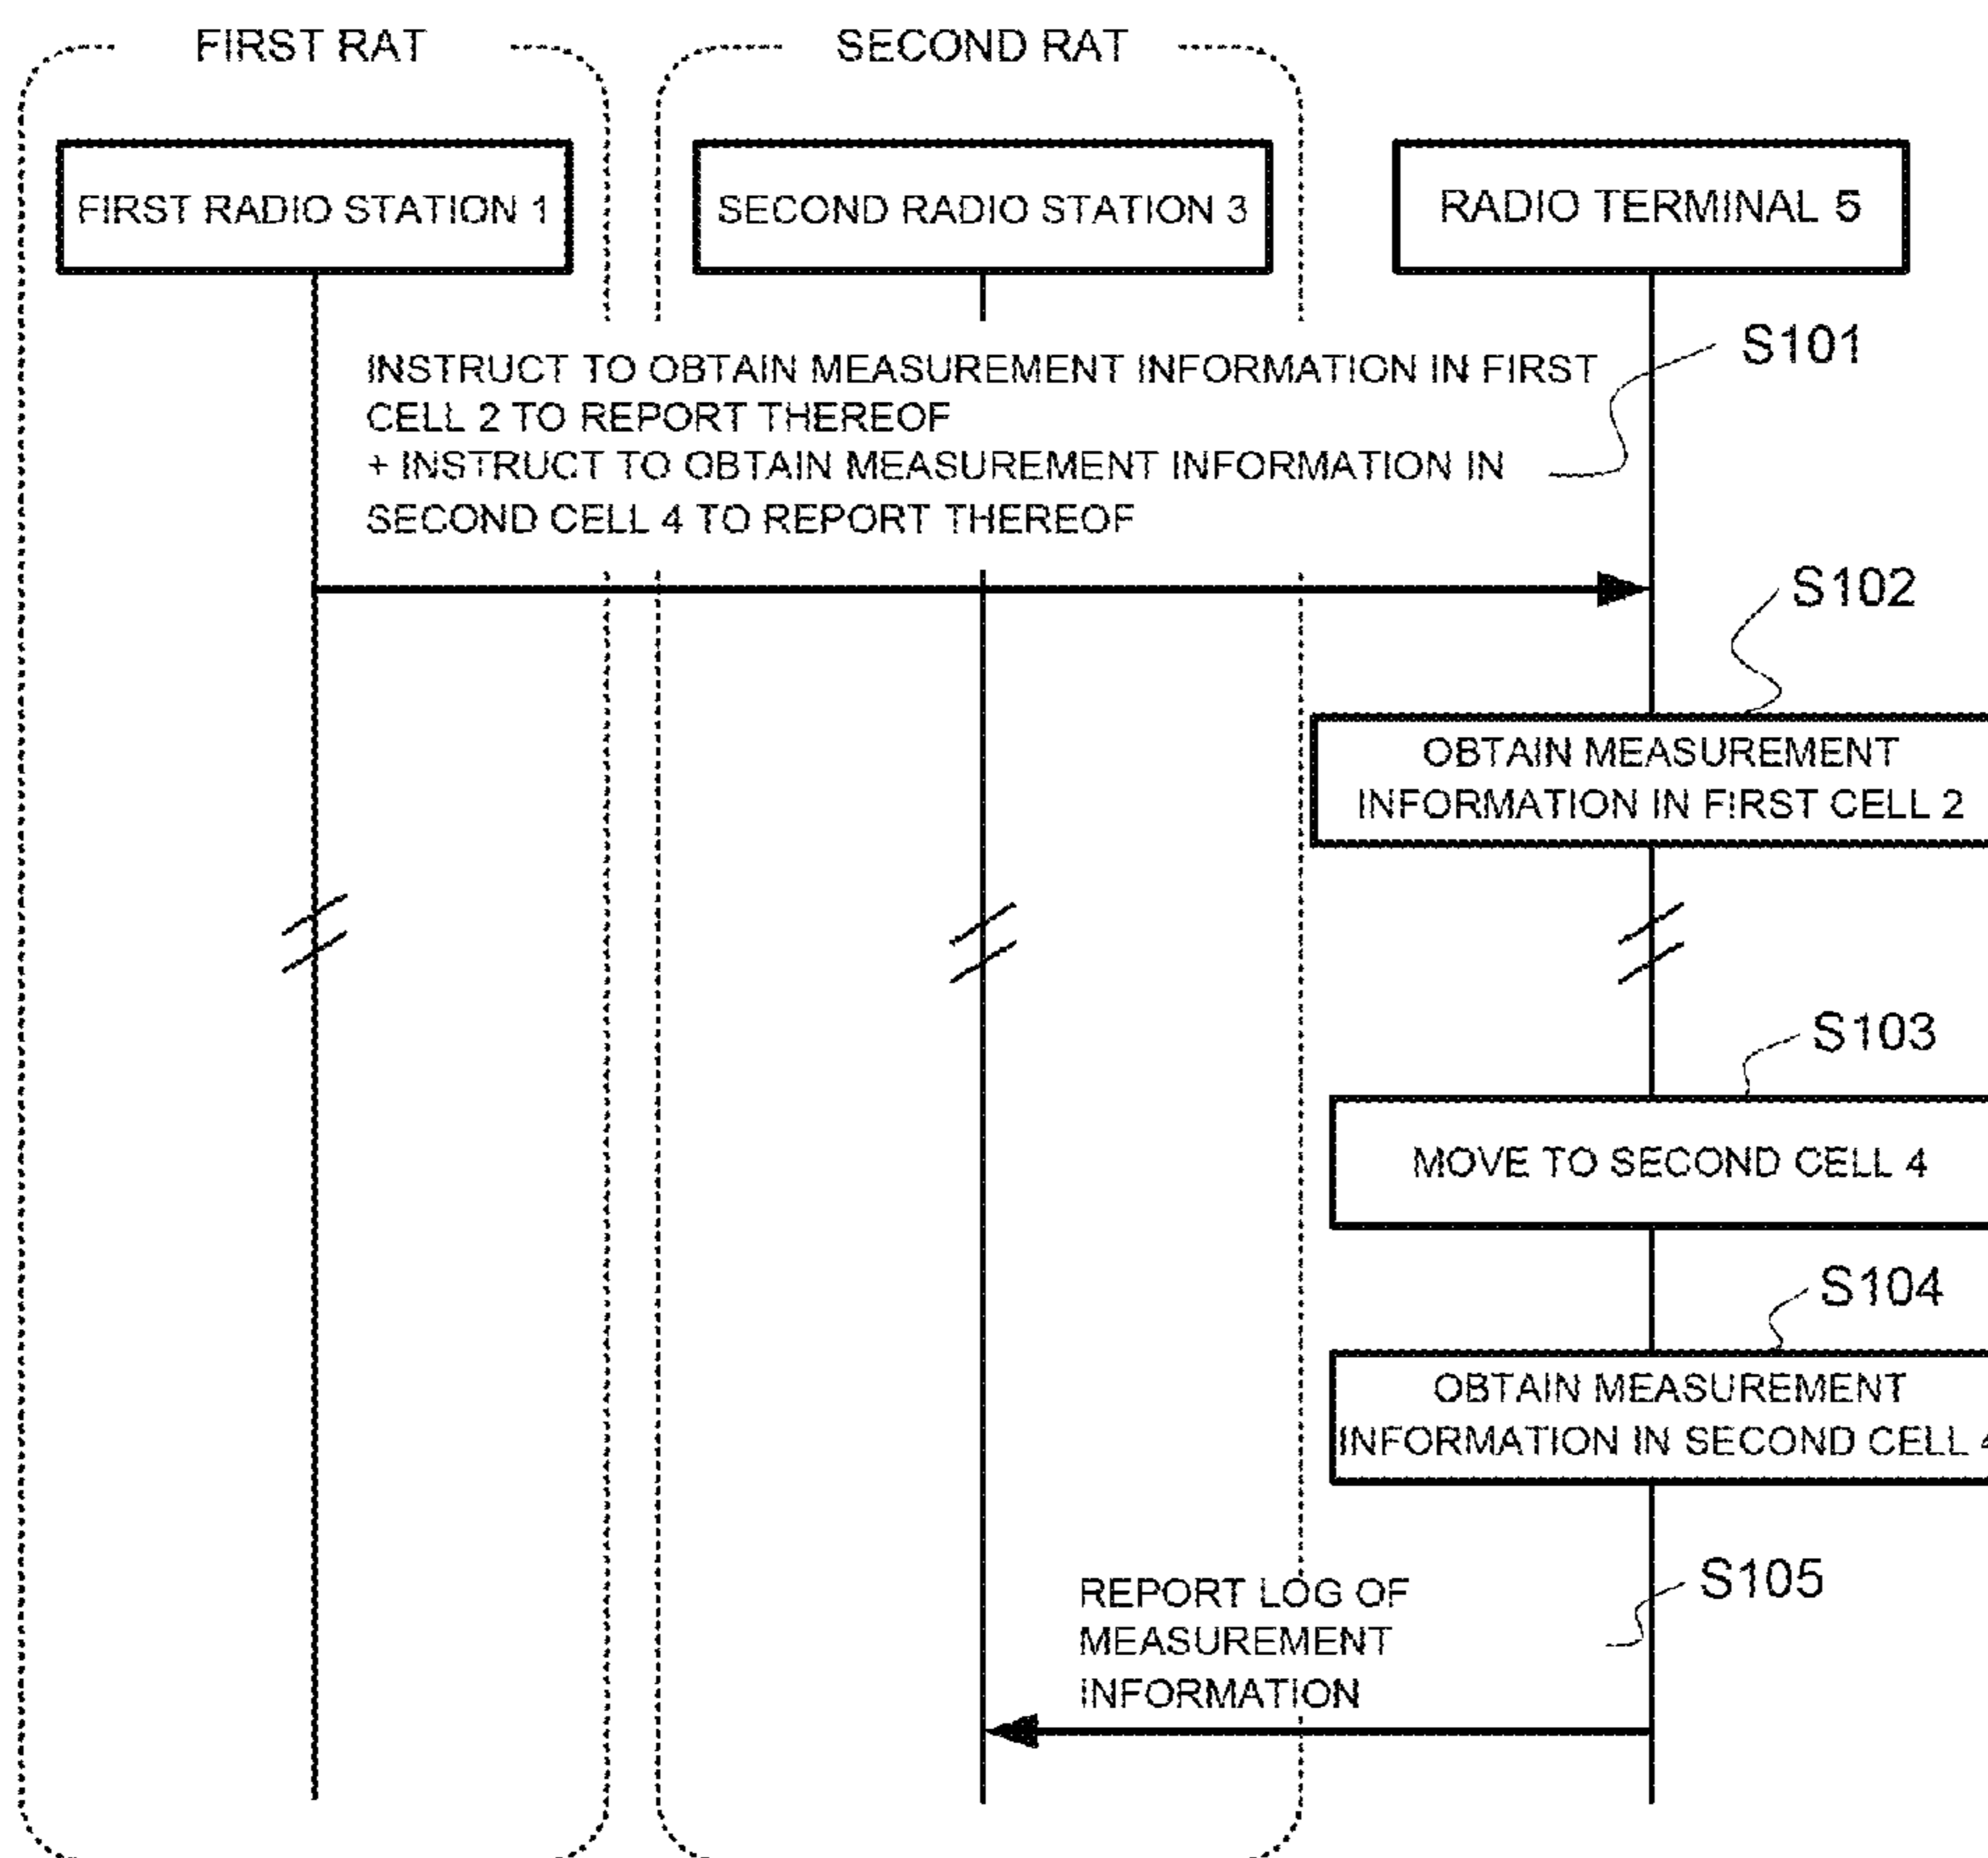 FIRST RAT
SECOND RAT
FIRST RADIO STATION 1
SECOND RADIO STATION 3
RADIO TERMINAL 5
INSTRUCT TO OBTAIN MEASUREMENT INFORMATION IN FIRST
CELL 2 TO REPORT THEREOF
+ INSTRUCT TO OBTAIN MEASUREMENT INFORMATION IN
SECOND CELL 4 TO REPORT THEREOF
S101
S102
OBTAIN MEASUREMENT
INFORMATION IN FIRST CELL 2
S103
MOVE TO SECOND CELL 4
S104
OBTAIN MEASUREMENT
INFORMATION IN SECOND CELL 4
REPORT LOG OF
MEASUREMENT
INFORMATION
S105